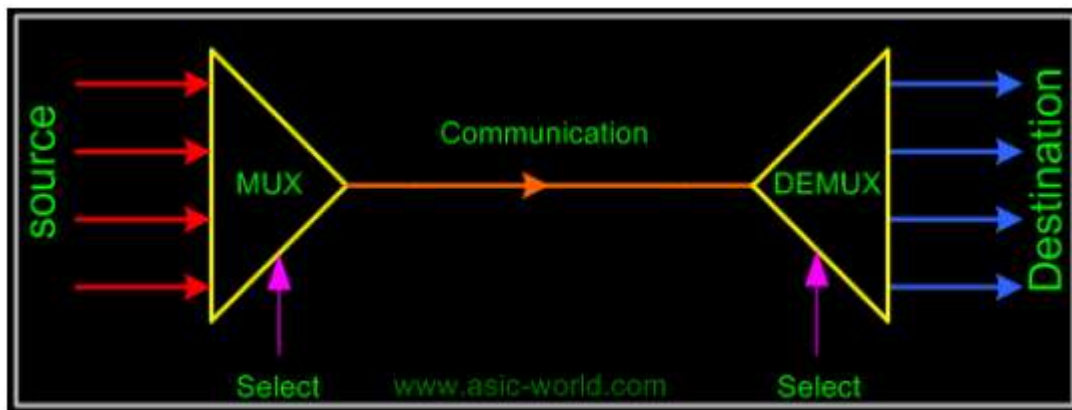 source
MUX
Communication
DEMUX
Destination
Select
www.asic-world.com
Select